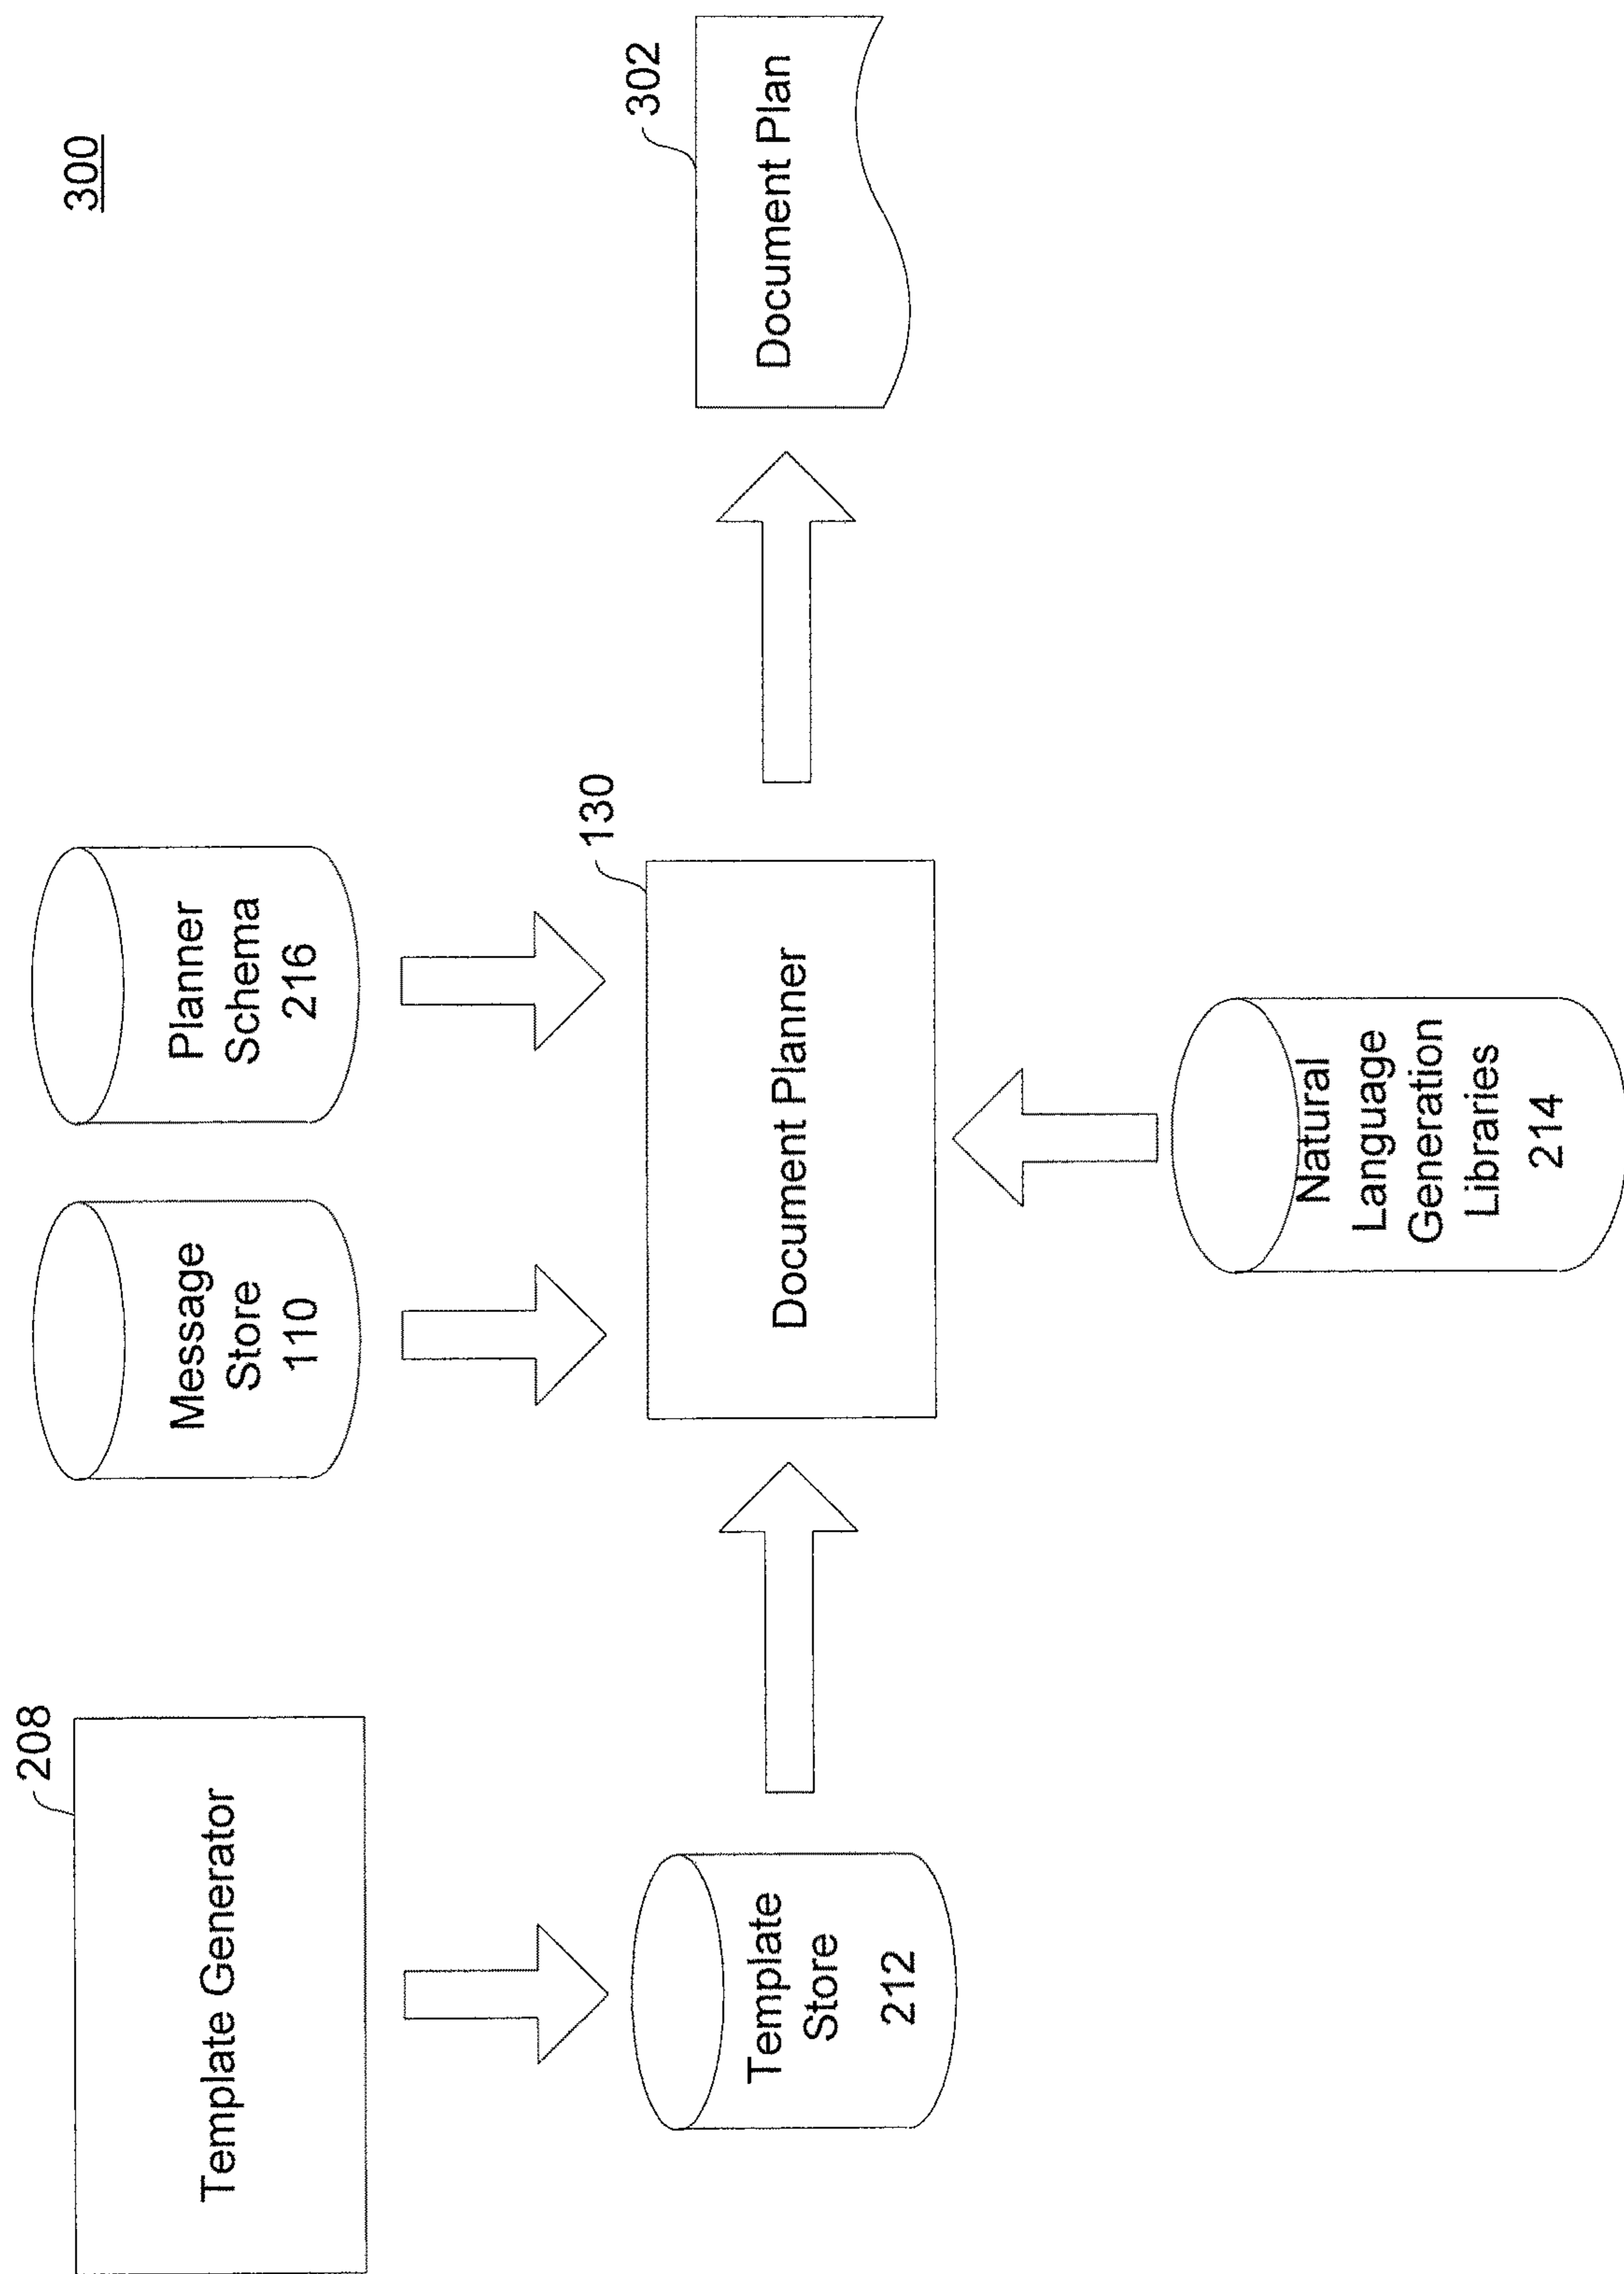 300
208
Template Generator
Message
Store
110
Planner
Schema
216
Template
Store
212
130
Document Planner
302
Document Plan
Natural
Language
Generation
Libraries
214